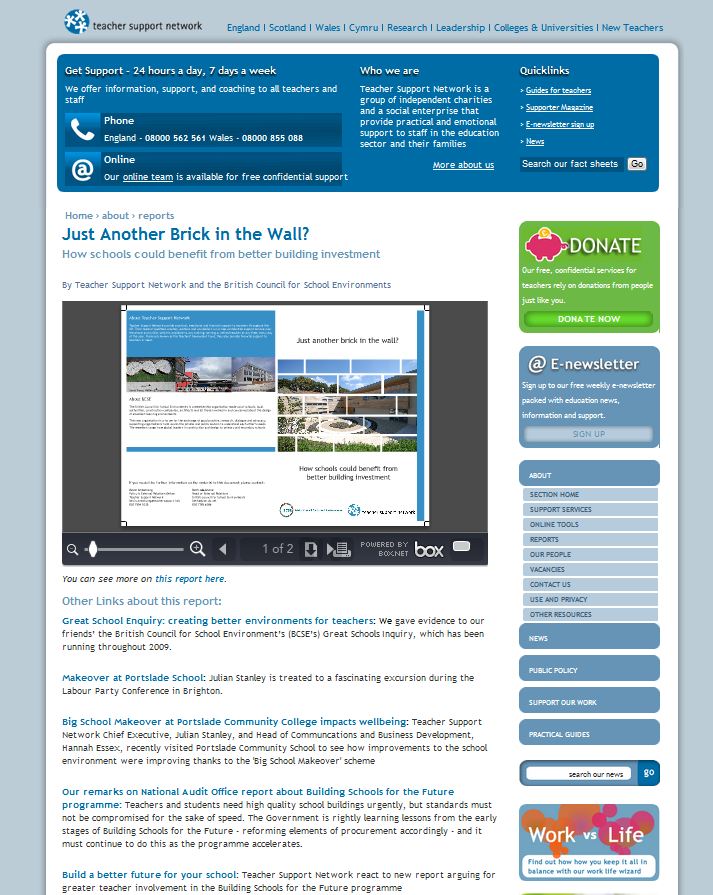 teacher support network
England | Scotland | Wales | Cymru | Research | Leadership | Colleges & Universities | New Teachers
Get Support - 24 hours a day, 7 days a week
We offer information, support, and coaching to all teachers and
staff
Phone
England - 08000 562 561 Wales - 08000 855 088
Online
Our online team is available for free confidential support
Who we are
Teacher Support Network is a
group of independent charities
and a social enterprise that
provide practical and emotional
support to staff in the education
sector and their families
More about us
Quicklinks
> Guides for teachers
> Supporter Magazine
> E-newsletter sign up
> News
Search our fact sheets Go
Home > about > reports
Just Another Brick in the Wall?
How schools could benefit from better building investment
By Teacher Support Network and the British Council for School Environments
About Teacher Support Network
About BCSE
Just another brick in the wall?
How schools could benefit from
better building investment
teacher support network
1 of 2
POWERED BY
BOX.NET
box
You can see more on this report here.
Other Links about this report:
Great School Enquiry: creating better environments for teachers: We gave evidence to our
friends' the British Council for School Environment's (BCSE's) Great Schools Inquiry, which has been
running throughout 2009.
Makeover at Portslade School: Julian Stanley is treated to a fascinating excursion during the
Labour Party Conference in Brighton.
Big School Makeover at Portslade Community College impacts wellbeing: Teacher Support
Network Chief Executive, Julian Stanley, and Head of Communcations and Business Development,
Hannah Essex, recently visited Portslade Community School to see how improvements to the school
environment were improving thanks to the 'Big School Makeover' scheme
Our remarks on National Audit Office report about Building Schools for the Future
programme: Teachers and students need high quality school buildings urgently, but standards must
not be compromised for the sake of speed. The Government is rightly learning lessons from the early
stages of Building Schools for the Future - reforming elements of procurement accordingly - and it
must continue to do this as the programme accelerates.
Build a better future for your school: Teacher Support Network react to new report arguing for
greater teacher involvement in the Building Schools for the Future programme
DONATE
Our free, confidential services for
teachers rely on donations from people
just like you.
DONATE NOW
@ E-newsletter
Sign up to our free weekly e-newsletter
packed with education news,
information and support.
SIGN UP
ABOUT
SECTION HOME
SUPPORT SERVICES
ONLINE TOOLS
REPORTS
OUR PEOPLE
VACANCIES
CONTACT US
USE AND PRIVACY
OTHER RESOURCES
NEWS
PUBLIC POLICY
SUPPORT OUR WORK
PRACTICAL GUIDES
search our news go
Work vs Life
Find out how you keep it all in
balance with our work life wizard